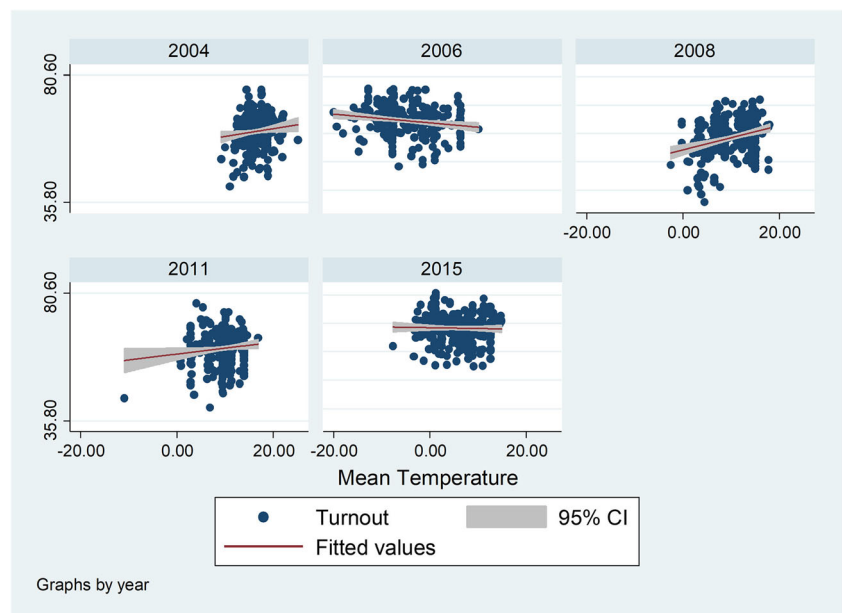 2004
2006
2008
80.60
35.80
-20.00 0.00 20.00
2011
2015
80.60
35.80
-20.00 0.00 20.00 -20.00 0.00 20.00
Mean Temperature
Turnout
95% CI
Fitted values
Graphs by year